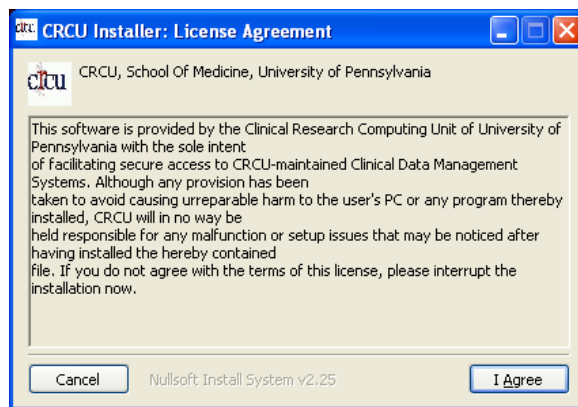 CRCU Installer: License Agreement
crcu
CRCU, School Of Medicine, University of Pennsylvania
This software is provided by the Clinical Research Computing Unit of University of
Pennsylvania with the sole intent
of facilitating secure access to CRCU-maintained Clinical Data Management
Systems. Although any provision has been
taken to avoid causing urreparable harm to the user's PC or any program thereby
installed, CRCU will in no way be
held responsible for any malfunction or setup issues that may be noticed after
having installed the hereby contained
file. If you do not agree with the terms of this license, please interrupt the
installation now.
Cancel
Nullsoft Install System v2.25
I Agree